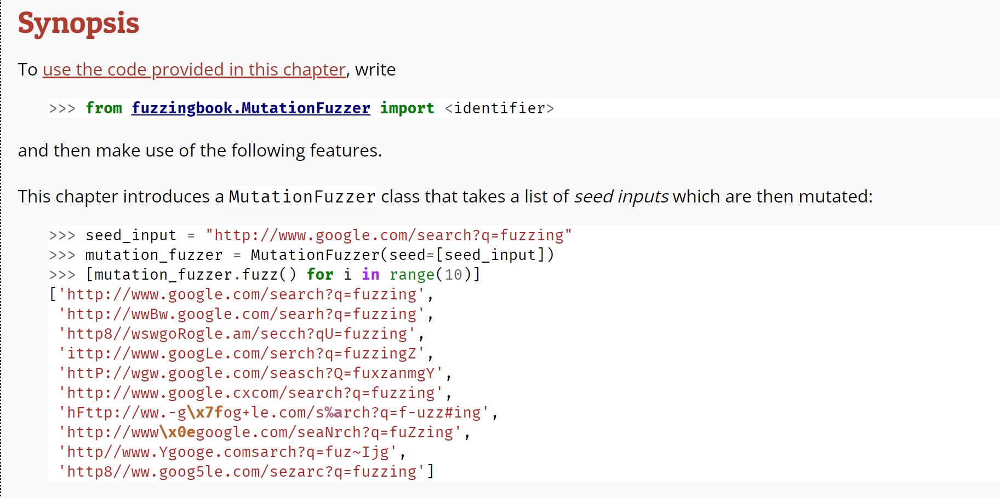 Synopsis
To use the code provided in this chapter, write
>>> from fuzzingbook.MutationFuzzer import <identifier>
and then make use of the following features.
This chapter introduces a MutationFuzzer class that takes a list of seed inputs which are then mutated:
>>> seed_input = "http://www.google.com/search?q=fuzzing"
>>> mutation_fuzzer = MutationFuzzer(seed=[seed_input])
>>> [mutation_fuzzer.fuzz() for i in range(10)]
['http://www.google.com/search?q=fuzzing',
 'http://wwBw.google.com/searh?q=fuzzing',
 'http8//wswgoRogle.am/secch?qU=fuzzing',
 'ittp://www.googLe.com/serch?q=fuzzingZ',
 'httP://wgw.google.com/seasch?Q=fuxzanmgY',
 'http://www.google.cxcom/search?q=fuzzing',
 'hFttp://ww.-g\x7fog+le.com/s%arch?q=f-uzz#ing',
 'http://www\x0egoogle.com/seaNrch?q=fuZzing',
 'http//www.Ygooge.comsarch?q=fuz~Ijg',
 'http8//ww.goog5le.com/sezarc?q=fuzzing']